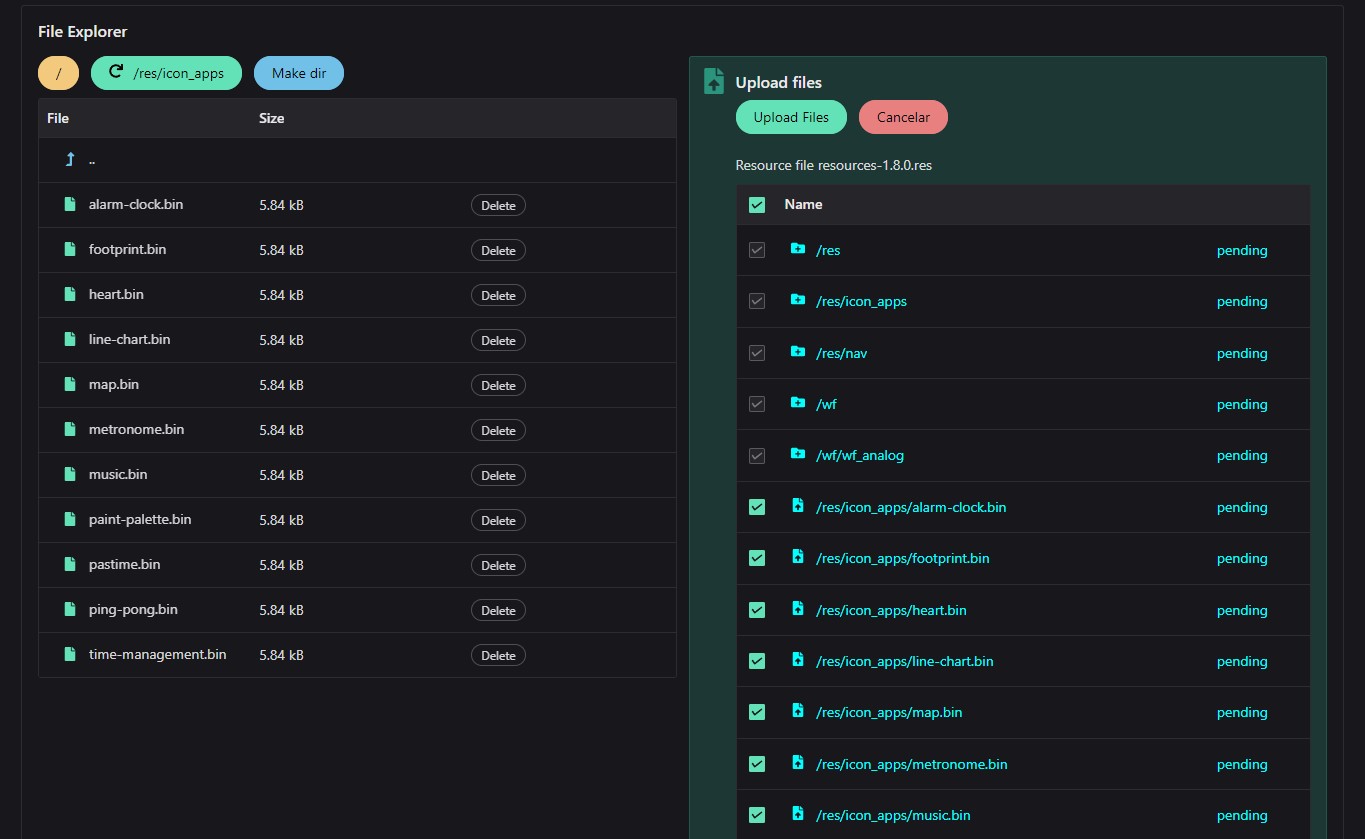 File Explorer
/
/res/icon_apps
Make dir
File Size
..
alarm-clock.bin 5.84 kB Delete
footprint.bin 5.84 kB Delete
heart.bin 5.84 kB Delete
line-chart.bin 5.84 kB Delete
map.bin 5.84 kB Delete
metronome.bin 5.84 kB Delete
music.bin 5.84 kB Delete
paint-palette.bin 5.84 kB Delete
pastime.bin 5.84 kB Delete
ping-pong.bin 5.84 kB Delete
time-management.bin 5.84 kB Delete
Upload files
Upload Files Cancelar
Resource file resources-1.8.0.res
Name
/res pending
/res/icon_apps pending
/res/nav pending
/wf pending
/wf/wf_analog pending
/res/icon_apps/alarm-clock.bin pending
/res/icon_apps/footprint.bin pending
/res/icon_apps/heart.bin pending
/res/icon_apps/line-chart.bin pending
/res/icon_apps/map.bin pending
/res/icon_apps/metronome.bin pending
/res/icon_apps/music.bin pending